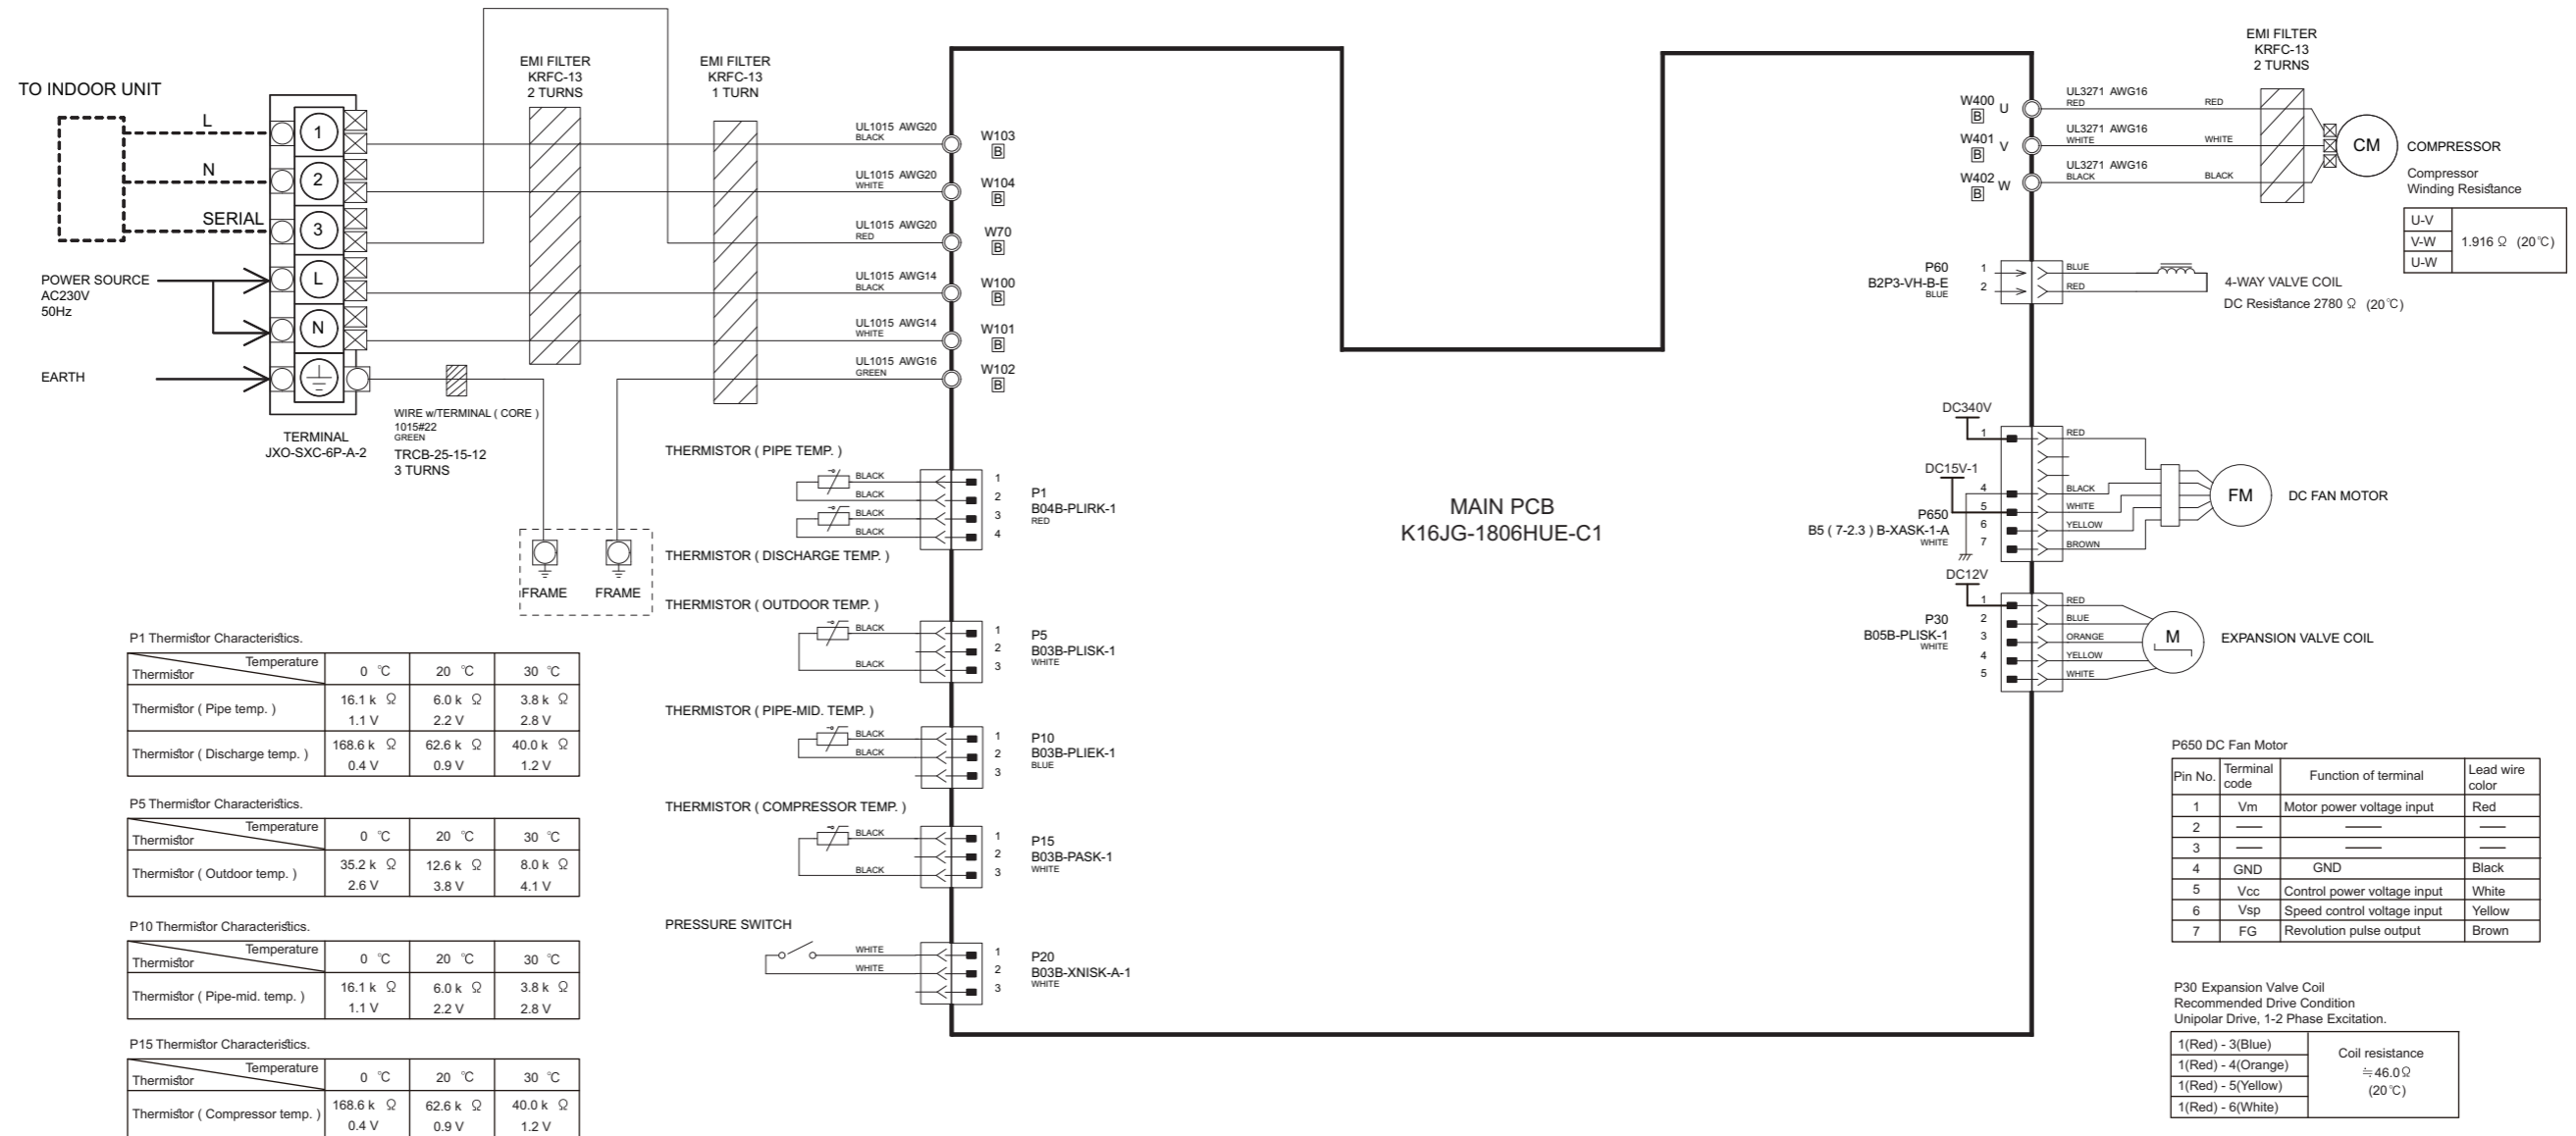 TO INDOOR UNIT
L
N
SERIAL
POWER SOURCE
AC230V
50Hz
EARTH
1
2
3
L
N
TERMINAL
JXO-SXC-6P-A-2
WIRE w/TERMINAL ( CORE )
1015#22
GREEN
TRCB-25-15-12
3 TURNS
EMI FILTER
KRFC-13
2 TURNS
EMI FILTER
KRFC-13
1 TURN
UL1015 AWG20
BLACK
W103
B
UL1015 AWG20
WHITE
W104
B
UL1015 AWG20
RED
W70
B
UL1015 AWG14
BLACK
W100
B
UL1015 AWG14
WHITE
W101
B
UL1015 AWG16
GREEN
W102
B
FRAME
FRAME
THERMISTOR ( PIPE TEMP. )
BLACK
BLACK
BLACK
BLACK
1
2
3
4
P1
B04B-PLIRK-1
RED
THERMISTOR ( DISCHARGE TEMP. )
THERMISTOR ( OUTDOOR TEMP. )
BLACK
BLACK
1
2
3
P5
B03B-PLISK-1
WHITE
THERMISTOR ( PIPE-MID. TEMP. )
BLACK
BLACK
1
2
3
P10
B03B-PLIEK-1
BLUE
THERMISTOR ( COMPRESSOR TEMP. )
BLACK
BLACK
1
2
3
P15
B03B-PASK-1
WHITE
PRESSURE SWITCH
WHITE
WHITE
1
2
3
P20
B03B-XNISK-A-1
WHITE
MAIN PCB
K16JG-1806HUE-C1
EMI FILTER
KRFC-13
2 TURNS
W400 U
B
UL3271 AWG16
RED RED
W401 V
B
UL3271 AWG16
WHITE WHITE
W402 W
B
UL3271 AWG16
BLACK BLACK
CM
COMPRESSOR
Compressor
Winding Resistance
U-V
V-W
U-W
1.916 Ω (20℃)
P60
B2P3-VH-B-E
BLUE
1
2
BLUE
RED
4-WAY VALVE COIL
DC Resistance 2780 Ω (20℃)
DC340V
DC15V-1
1
4
5
6
7
P650
B5 ( 7-2.3 ) B-XASK-1-A
WHITE
RED
BLACK
WHITE
YELLOW
BROWN
FM
DC FAN MOTOR
DC12V
P30
B05B-PLISK-1
WHITE
1
2
3
4
5
RED
BLUE
ORANGE
YELLOW
WHITE
M
EXPANSION VALVE COIL
P1 Thermistor Characteristics.
Temperature
Thermistor 0 ℃ 20 ℃ 30 ℃
Thermistor ( Pipe temp. ) 16.1 k Ω 6.0 k Ω 3.8 k Ω
1.1 V 2.2 V 2.8 V
Thermistor ( Discharge temp. ) 168.6 k Ω 62.6 k Ω 40.0 k Ω
0.4 V 0.9 V 1.2 V
P5 Thermistor Characteristics.
Temperature
Thermistor 0 ℃ 20 ℃ 30 ℃
Thermistor ( Outdoor temp. ) 35.2 k Ω 12.6 k Ω 8.0 k Ω
2.6 V 3.8 V 4.1 V
P10 Thermistor Characteristics.
Temperature
Thermistor 0 ℃ 20 ℃ 30 ℃
Thermistor ( Pipe-mid. temp. ) 16.1 k Ω 6.0 k Ω 3.8 k Ω
1.1 V 2.2 V 2.8 V
P15 Thermistor Characteristics.
Temperature
Thermistor 0 ℃ 20 ℃ 30 ℃
Thermistor ( Compressor temp. ) 168.6 k Ω 62.6 k Ω 40.0 k Ω
0.4 V 0.9 V 1.2 V
P650 DC Fan Motor
Pin No. Terminal code Function of terminal Lead wire color
1 Vm Motor power voltage input Red
2 — — —
3 — — —
4 GND GND Black
5 Vcc Control power voltage input White
6 Vsp Speed control voltage input Yellow
7 FG Revolution pulse output Brown
P30 Expansion Valve Coil
Recommended Drive Condition
Unipolar Drive, 1-2 Phase Excitation.
1(Red) - 3(Blue)
1(Red) - 4(Orange)
1(Red) - 5(Yellow)
1(Red) - 6(White)
Coil resistance
≒46.0Ω
(20℃)